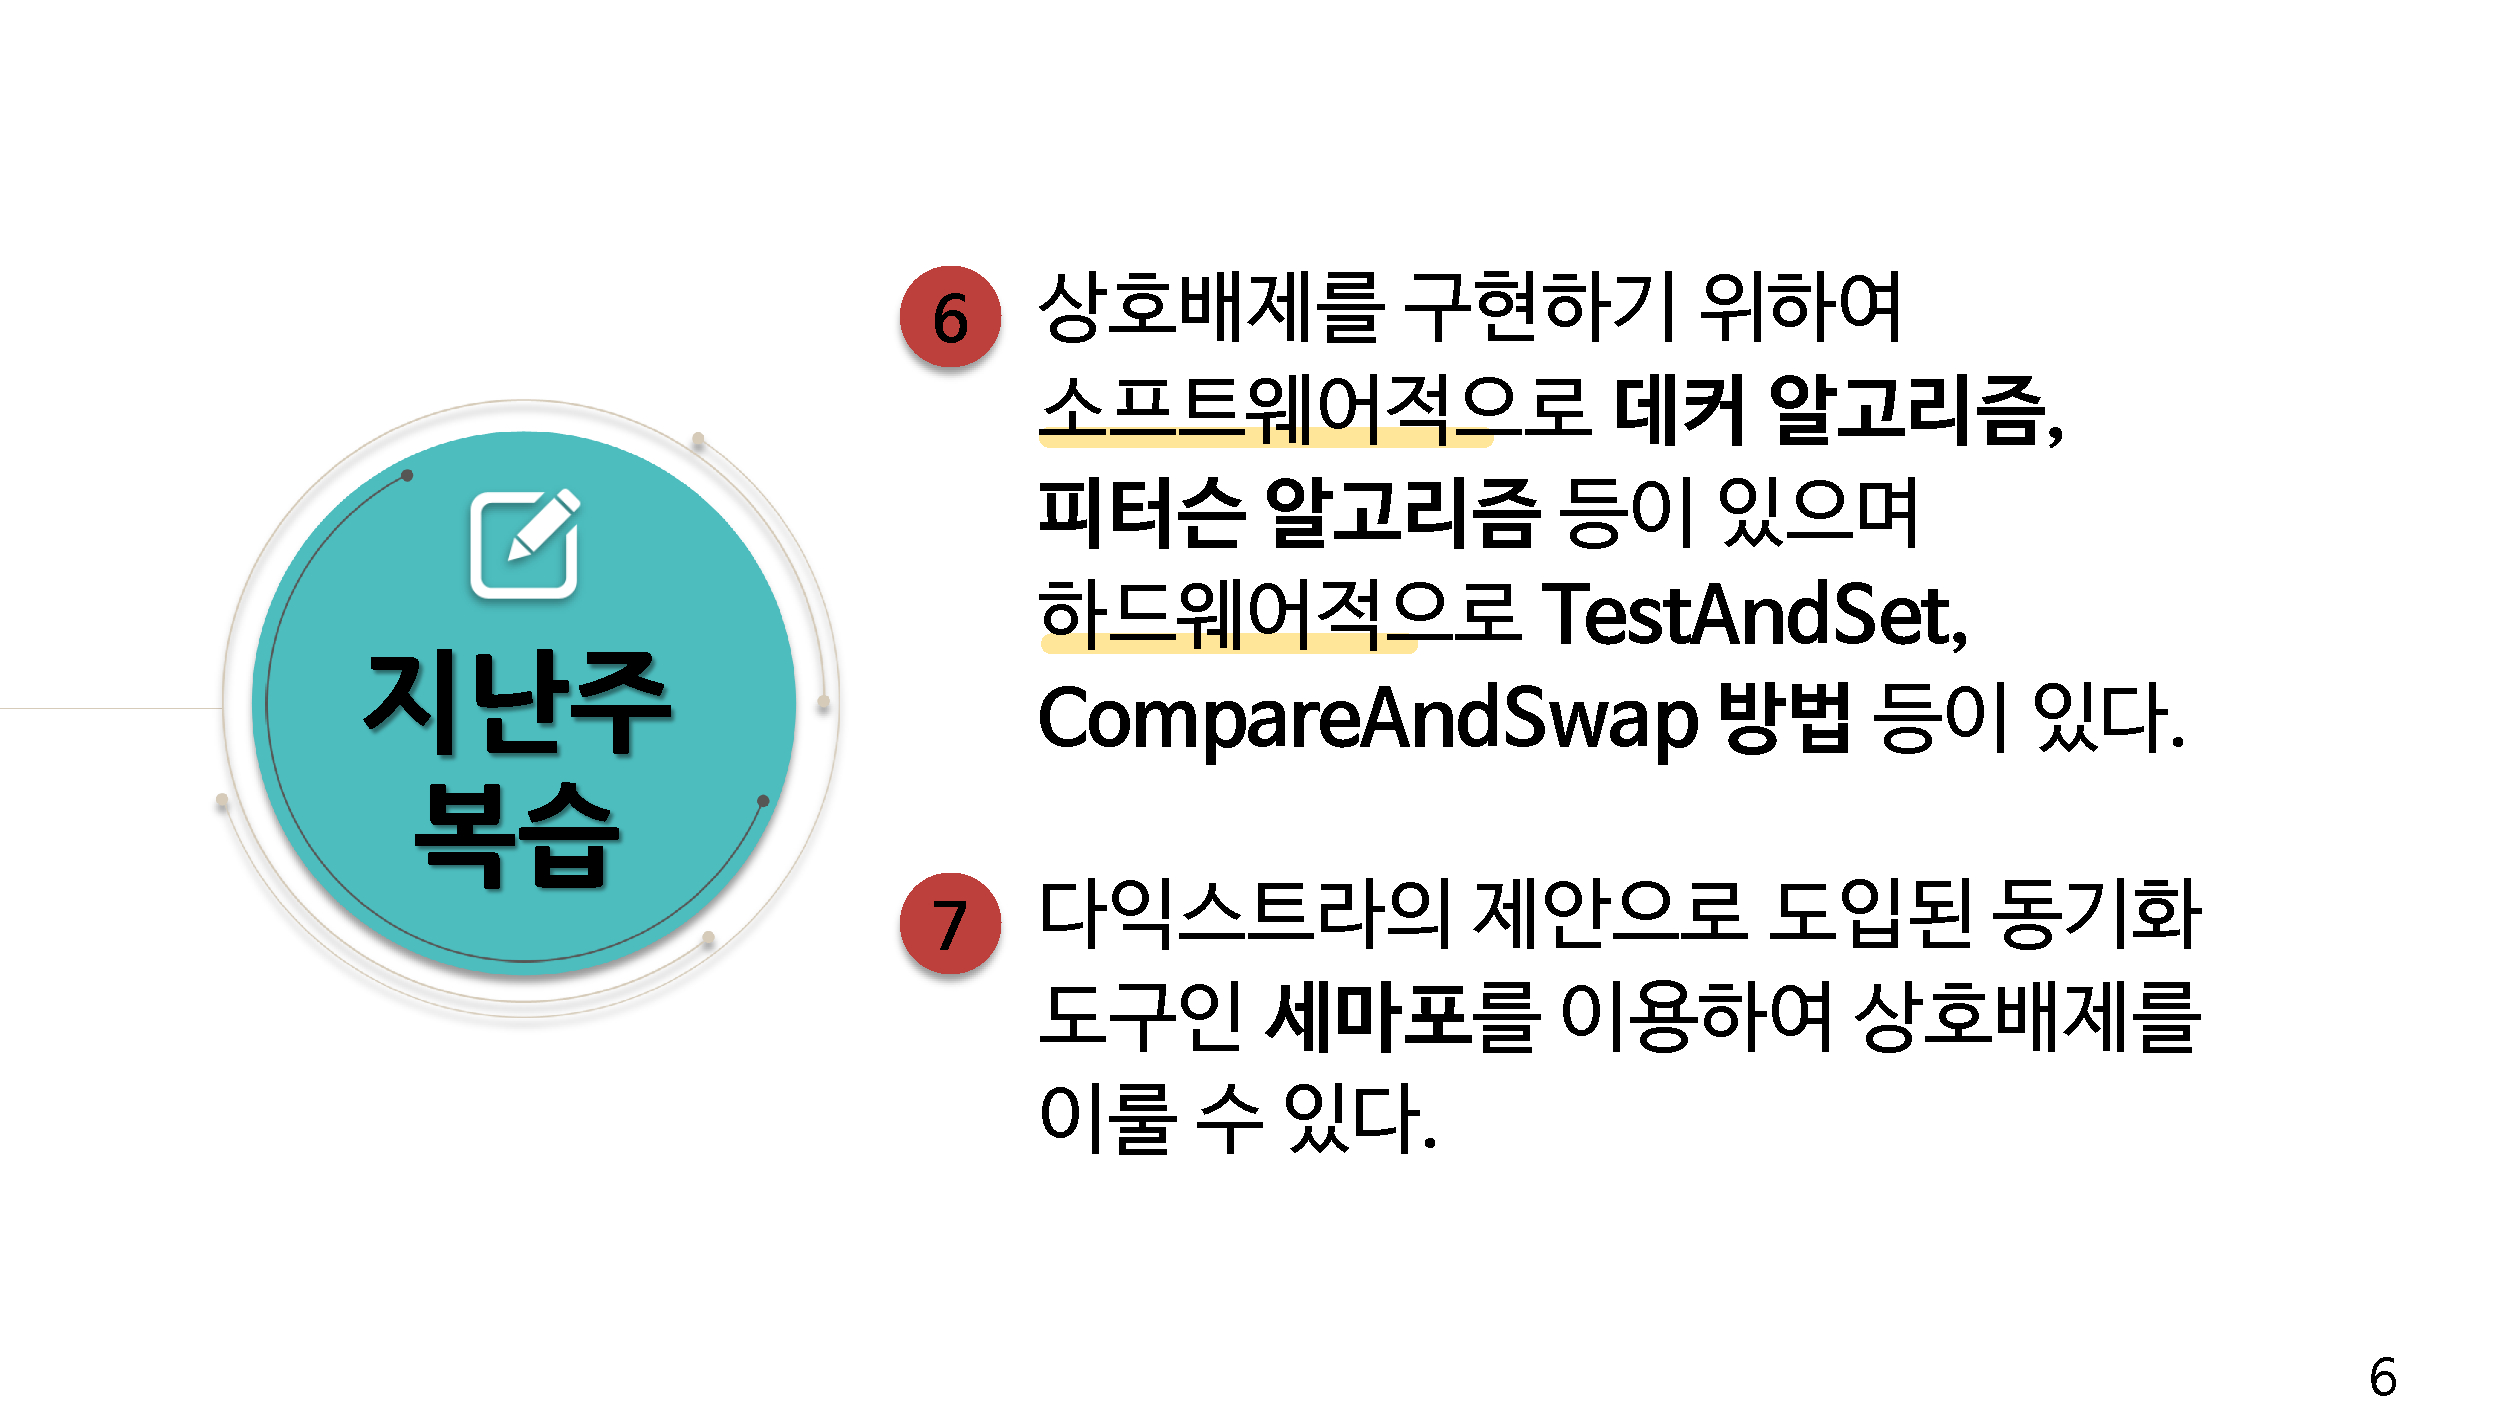 지난주
복습
6
상호배제를 구현하기 위하여
소프트웨어적으로 데커 알고리즘,
피터슨 알고리즘 등이 있으며
하드웨어적으로 TestAndSet,
CompareAndSwap 방법 등이 있다.
7
다익스트라의 제안으로 도입된 동기화
도구인 세마포를 이용하여 상호배제를
이룰 수 있다.
6